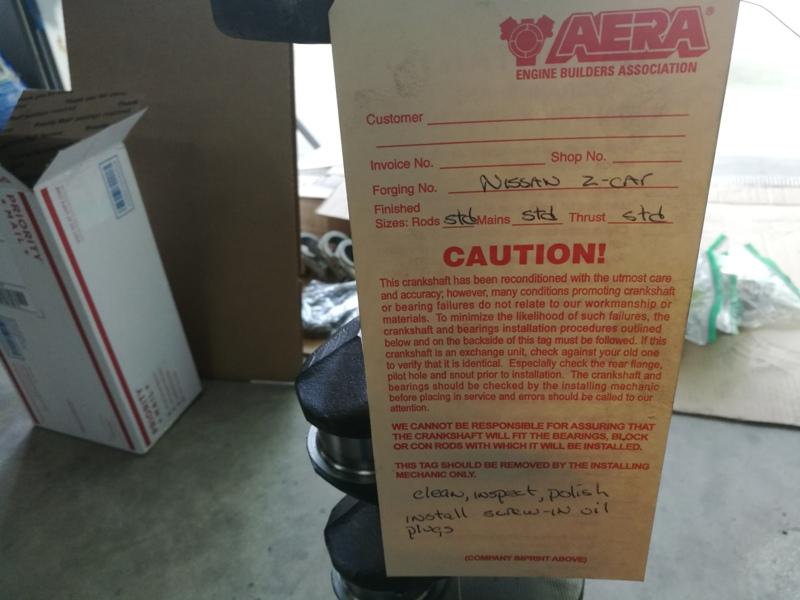 AERA®
ENGINE BUILDERS ASSOCIATION
Customer
Invoice No. Shop No.
Forging No. NISSAN Z-CAR
Finished
Sizes: Rods std Mains std Thrust std
CAUTION!
This crankshaft has been reconditioned with the utmost care
and accuracy; however, many conditions promoting crankshaft
or bearing failures do not relate to our workmanship or
materials. To minimize the likelihood of such failures, the
crankshaft and bearings installation procedures outlined
below and on the backside of this tag must be followed. If this
crankshaft is an exchange unit, check against your old one
to verify that it is identical. Especially check the rear flange,
pilot hole and snout prior to installation. The crankshaft and
bearings should be checked by the installing mechanic
before placing in service and errors should be called to our
attention.
WE CANNOT BE RESPONSIBLE FOR ASSURING THAT
THE CRANKSHAFT WILL FIT THE BEARINGS, BLOCK
OR CON RODS WITH WHICH IT WILL BE INSTALLED.
THIS TAG SHOULD BE REMOVED BY THE INSTALLING
MECHANIC ONLY.
clean, inspect, polish
install screw-in oil
plugs
(COMPANY IMPRINT ABOVE)
PRIORITY
MAIL
PRIORITY
MAIL